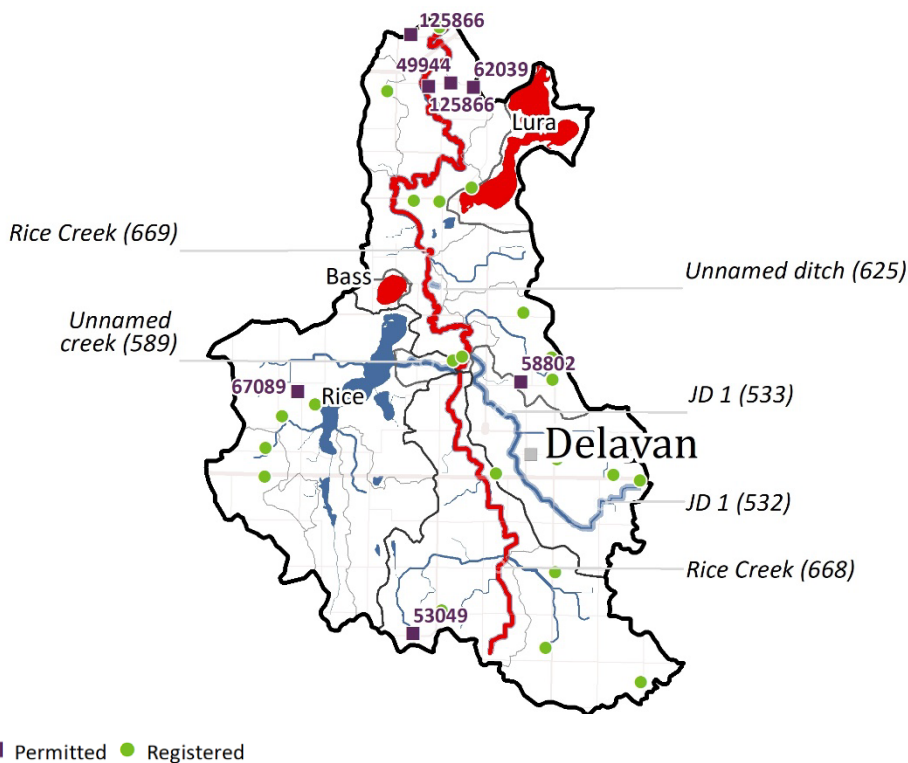 125866
49944
62039
125866
Lura
Rice Creek (669)
Bass
Unnamed ditch (625)
Unnamed
creek (589)
58802
67089
Rice
JD 1 (533)
Delavan
JD 1 (532)
Rice Creek (668)
53049
Permitted Registered